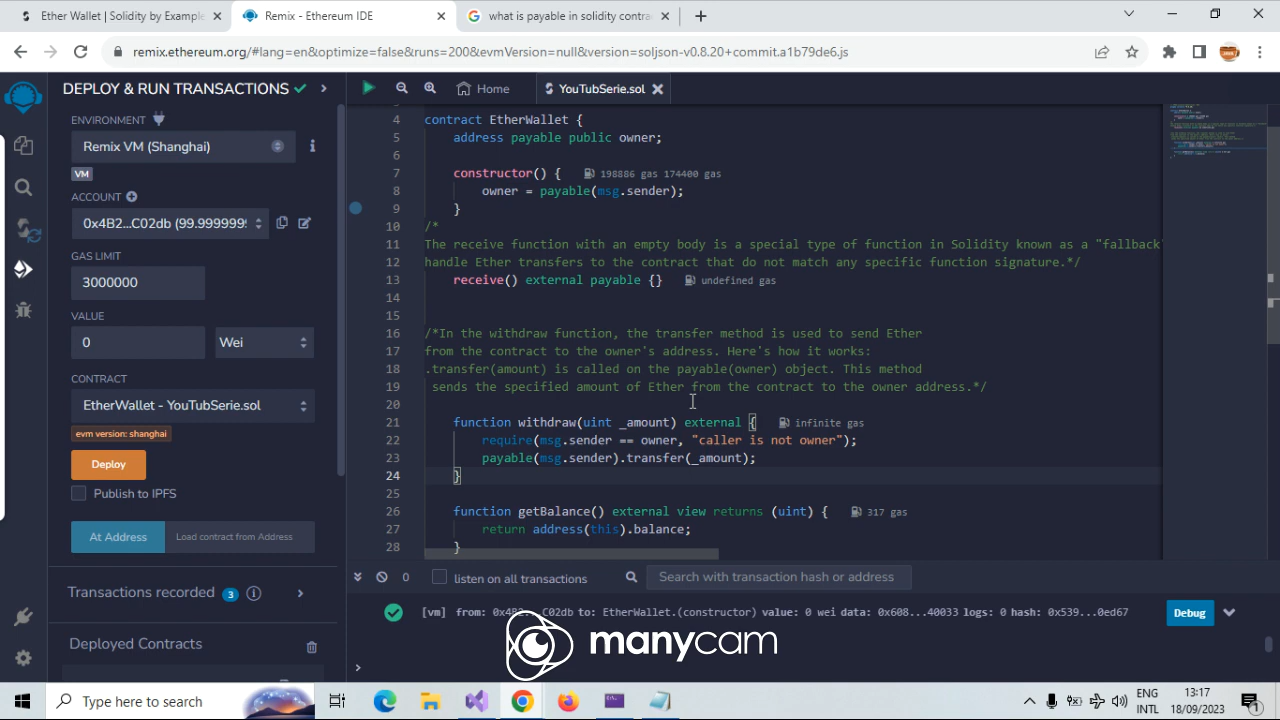 Ether Wallet | Solidity by Example
Remix - Ethereum IDE
what is payable in solidity contra
remix.ethereum.org/#lang=en&optimize=false&runs=200&evmVersion=null&version=soljson-v0.8.20+commit.a1b79de6.js
DEPLOY & RUN TRANSACTIONS
Home
YouTubSerie.sol
ENVIRONMENT
Remix VM (Shanghai)
VM
ACCOUNT
0x4B2...C02db (99.9999999
GAS LIMIT
3000000
VALUE
0
Wei
CONTRACT
EtherWallet - YouTubSerie.sol
evm version: shanghai
Deploy
Publish to IPFS
At Address
Load contract from Address
Transactions recorded 3
Deployed Contracts
4 contract EtherWallet {
5 address payable public owner;
6
7 constructor() { 198886 gas 174400 gas
8 owner = payable(msg.sender);
9 }
10 /*
11 The receive function with an empty body is a special type of function in Solidity known as a "fallback"
12 handle Ether transfers to the contract that do not match any specific function signature.*/
13 receive() external payable {} undefined gas
14
15
16 /*In the withdraw function, the transfer method is used to send Ether
17 from the contract to the owner's address. Here's how it works:
18 .transfer(amount) is called on the payable(owner) object. This method
19 sends the specified amount of Ether from the contract to the owner address.*/
20
21 function withdraw(uint _amount) external { infinite gas
22 require(msg.sender == owner, "caller is not owner");
23 payable(msg.sender).transfer(_amount);
24 }
25
26 function getBalance() external view returns (uint) { 317 gas
27 return address(this).balance;
28 }
0
listen on all transactions
Search with transaction hash or address
[vm] from: 0x4B2...C02db to: EtherWallet.(constructor) value: 0 wei data: 0x608...40033 logs: 0 hash: 0x539...0ed67
Debug
manycam
>
Type here to search
ENG
INTL
13:17
18/09/2023
1